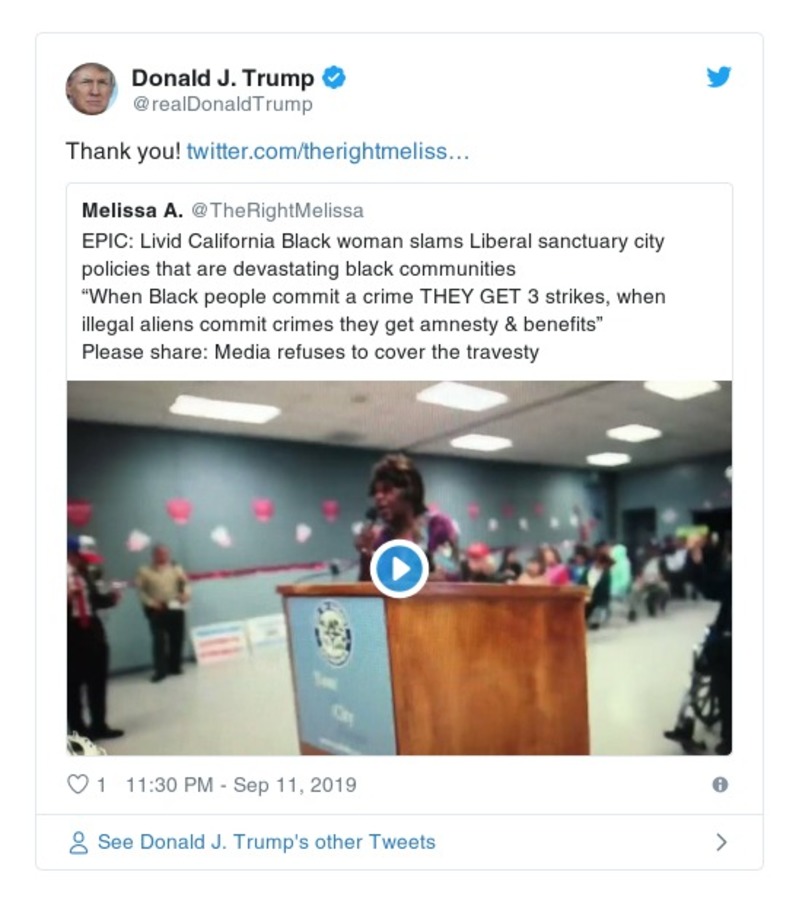 Donald J. Trump
@realDonaldTrump
Thank you! twitter.com/therightmeliss…
Melissa A. @TheRightMelissa
EPIC: Livid California Black woman slams Liberal sanctuary city
policies that are devastating black communities
“When Black people commit a crime THEY GET 3 strikes, when
illegal aliens commit crimes they get amnesty & benefits”
Please share: Media refuses to cover the travesty
City
1 11:30 PM - Sep 11, 2019
See Donald J. Trump's other Tweets